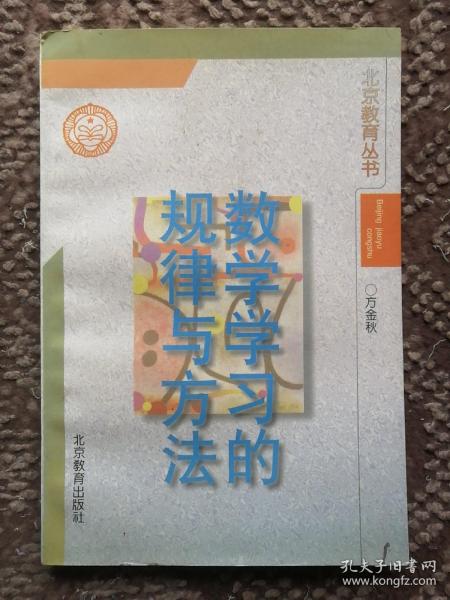 北京教育丛书
Beijing jiaoyu
congshu
○方金秋
数学学习的
规律与方法
北京教育出版社
孔夫子旧书网
www.kongfz.com